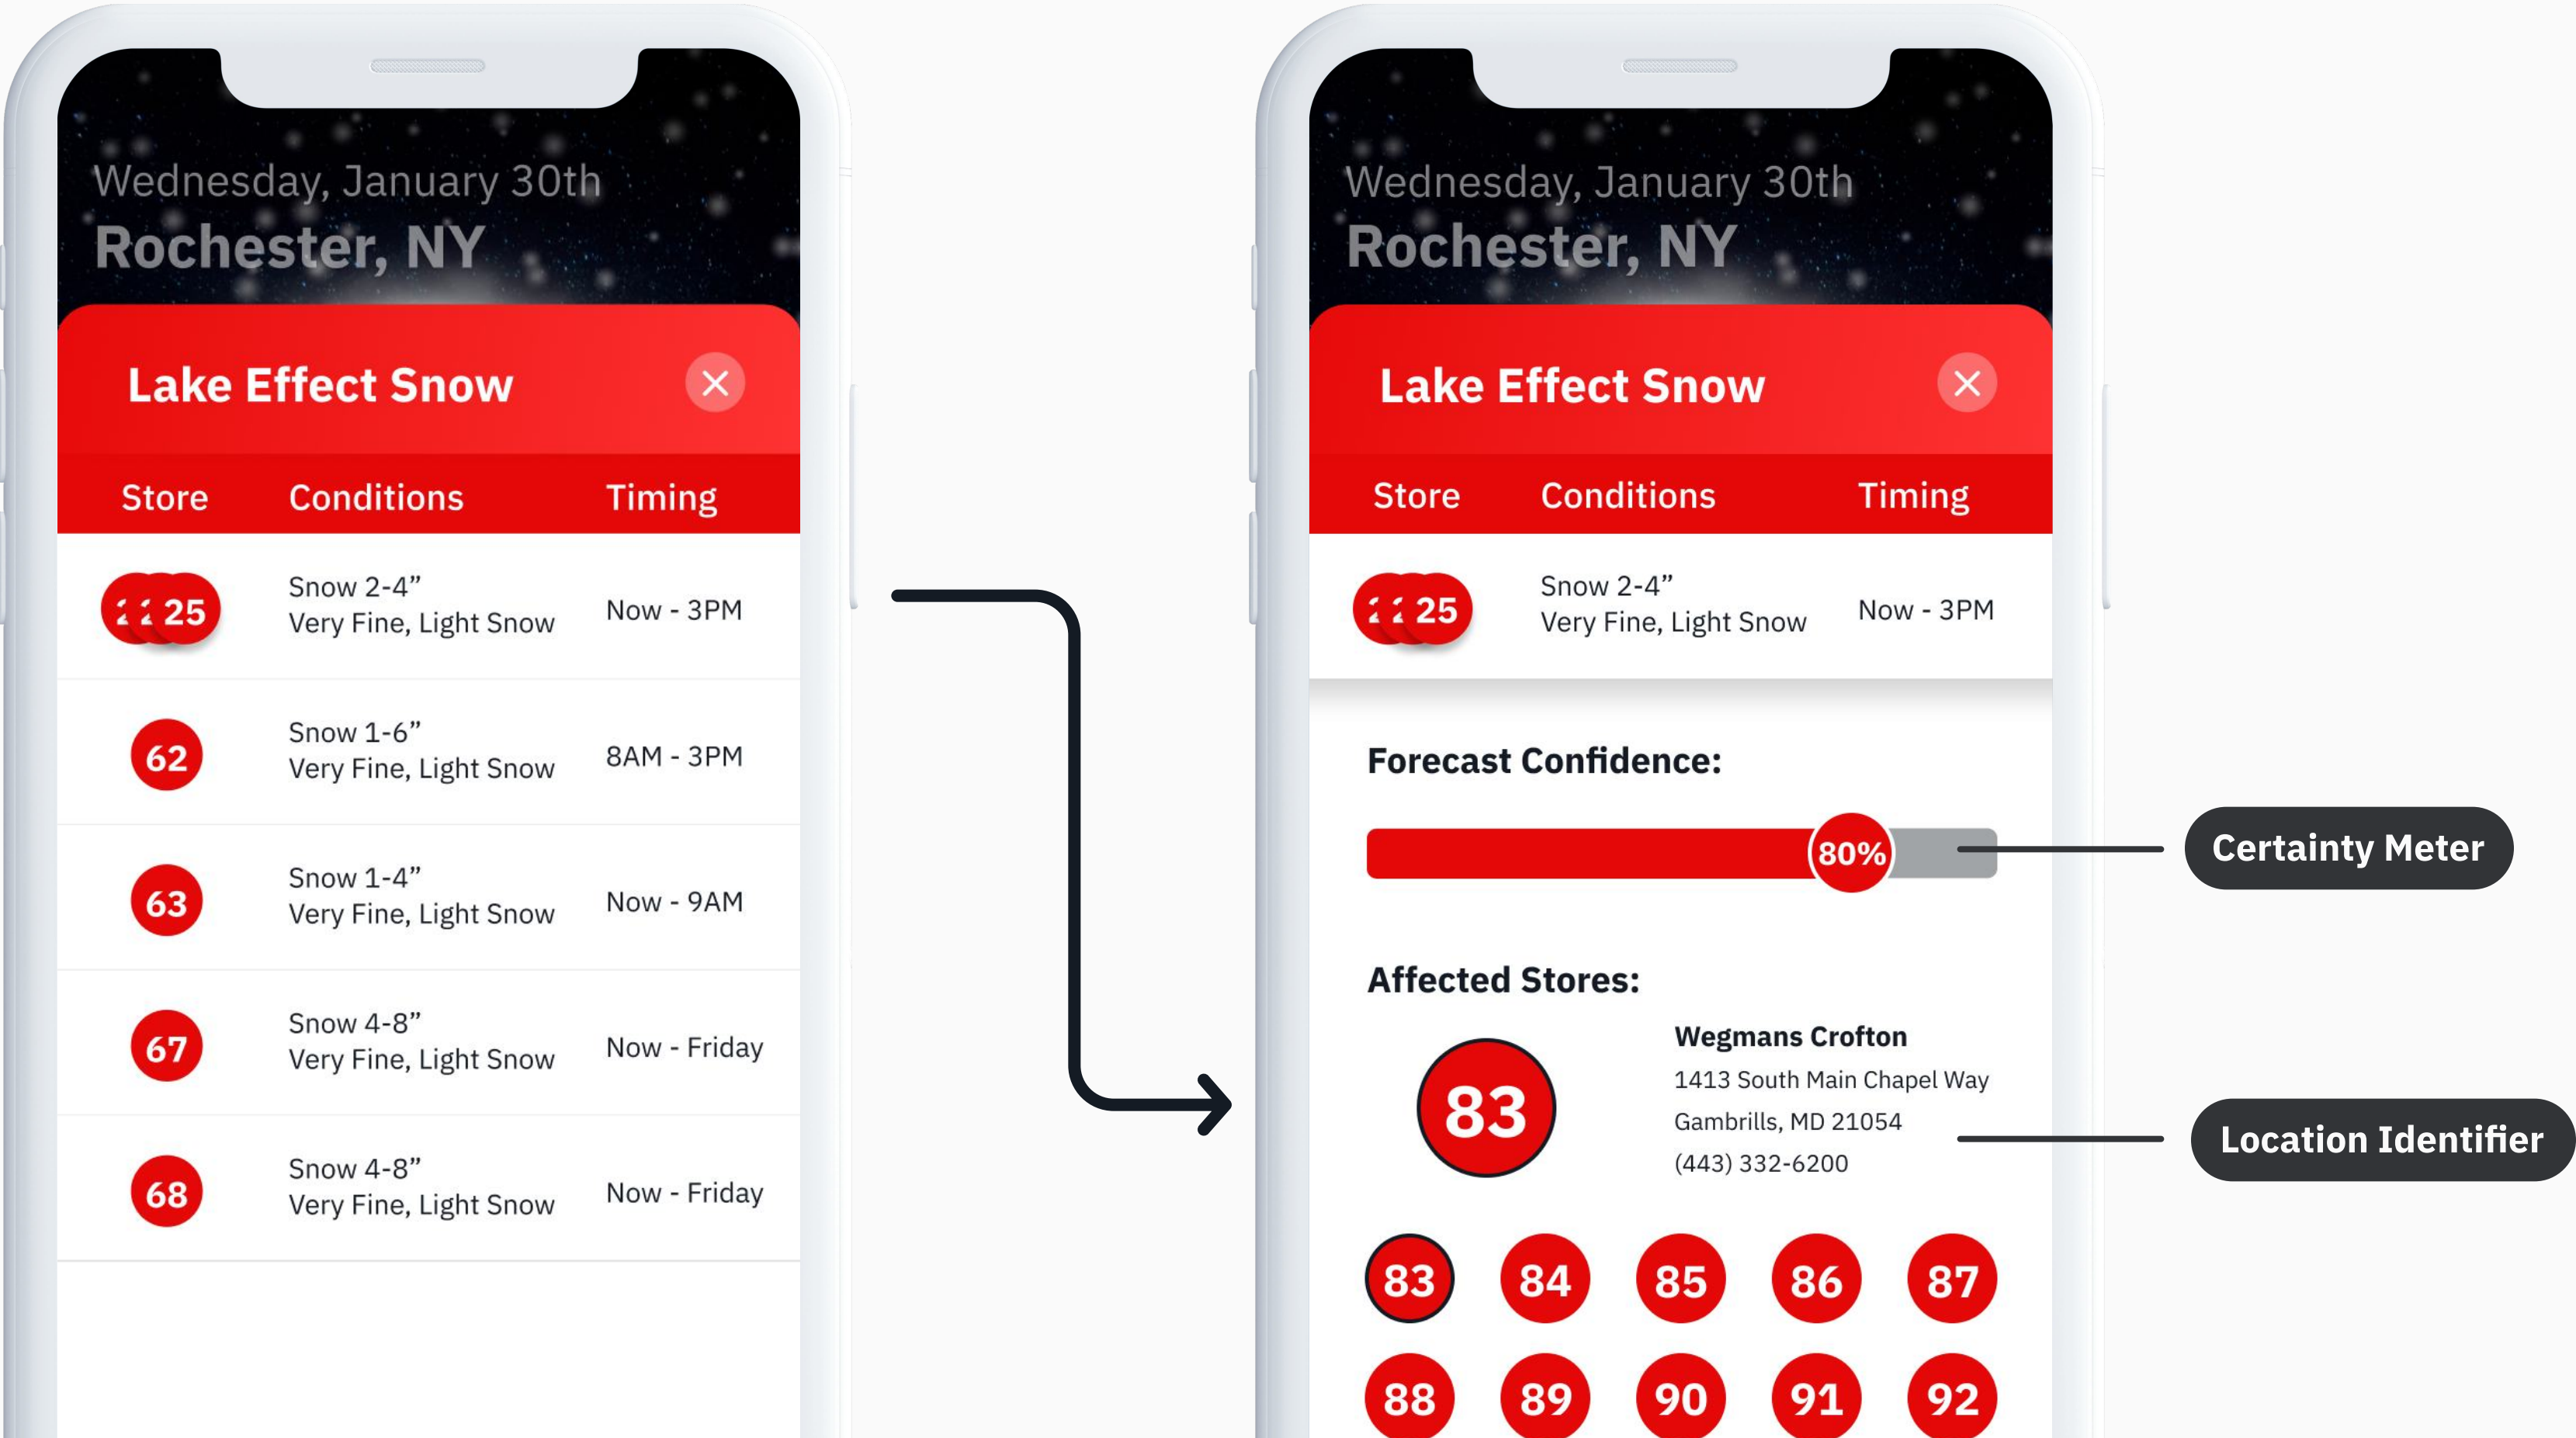 Wednesday, January 30th
Rochester, NY
Lake Effect Snow
Store Conditions Timing
25
Snow 2-4”
Very Fine, Light Snow
Now - 3PM
62
Snow 1-6”
Very Fine, Light Snow
8AM - 3PM
63
Snow 1-4”
Very Fine, Light Snow
Now - 9AM
67
Snow 4-8”
Very Fine, Light Snow
Now - Friday
68
Snow 4-8”
Very Fine, Light Snow
Now - Friday
Wednesday, January 30th
Rochester, NY
Lake Effect Snow
Store Conditions Timing
25
Snow 2-4”
Very Fine, Light Snow
Now - 3PM
Forecast Confidence:
80%
Certainty Meter
Affected Stores:
83
Wegmans Crofton
1413 South Main Chapel Way
Gambrills, MD 21054
(443) 332-6200
Location Identifier
83 84 85 86 87
88 89 90 91 92